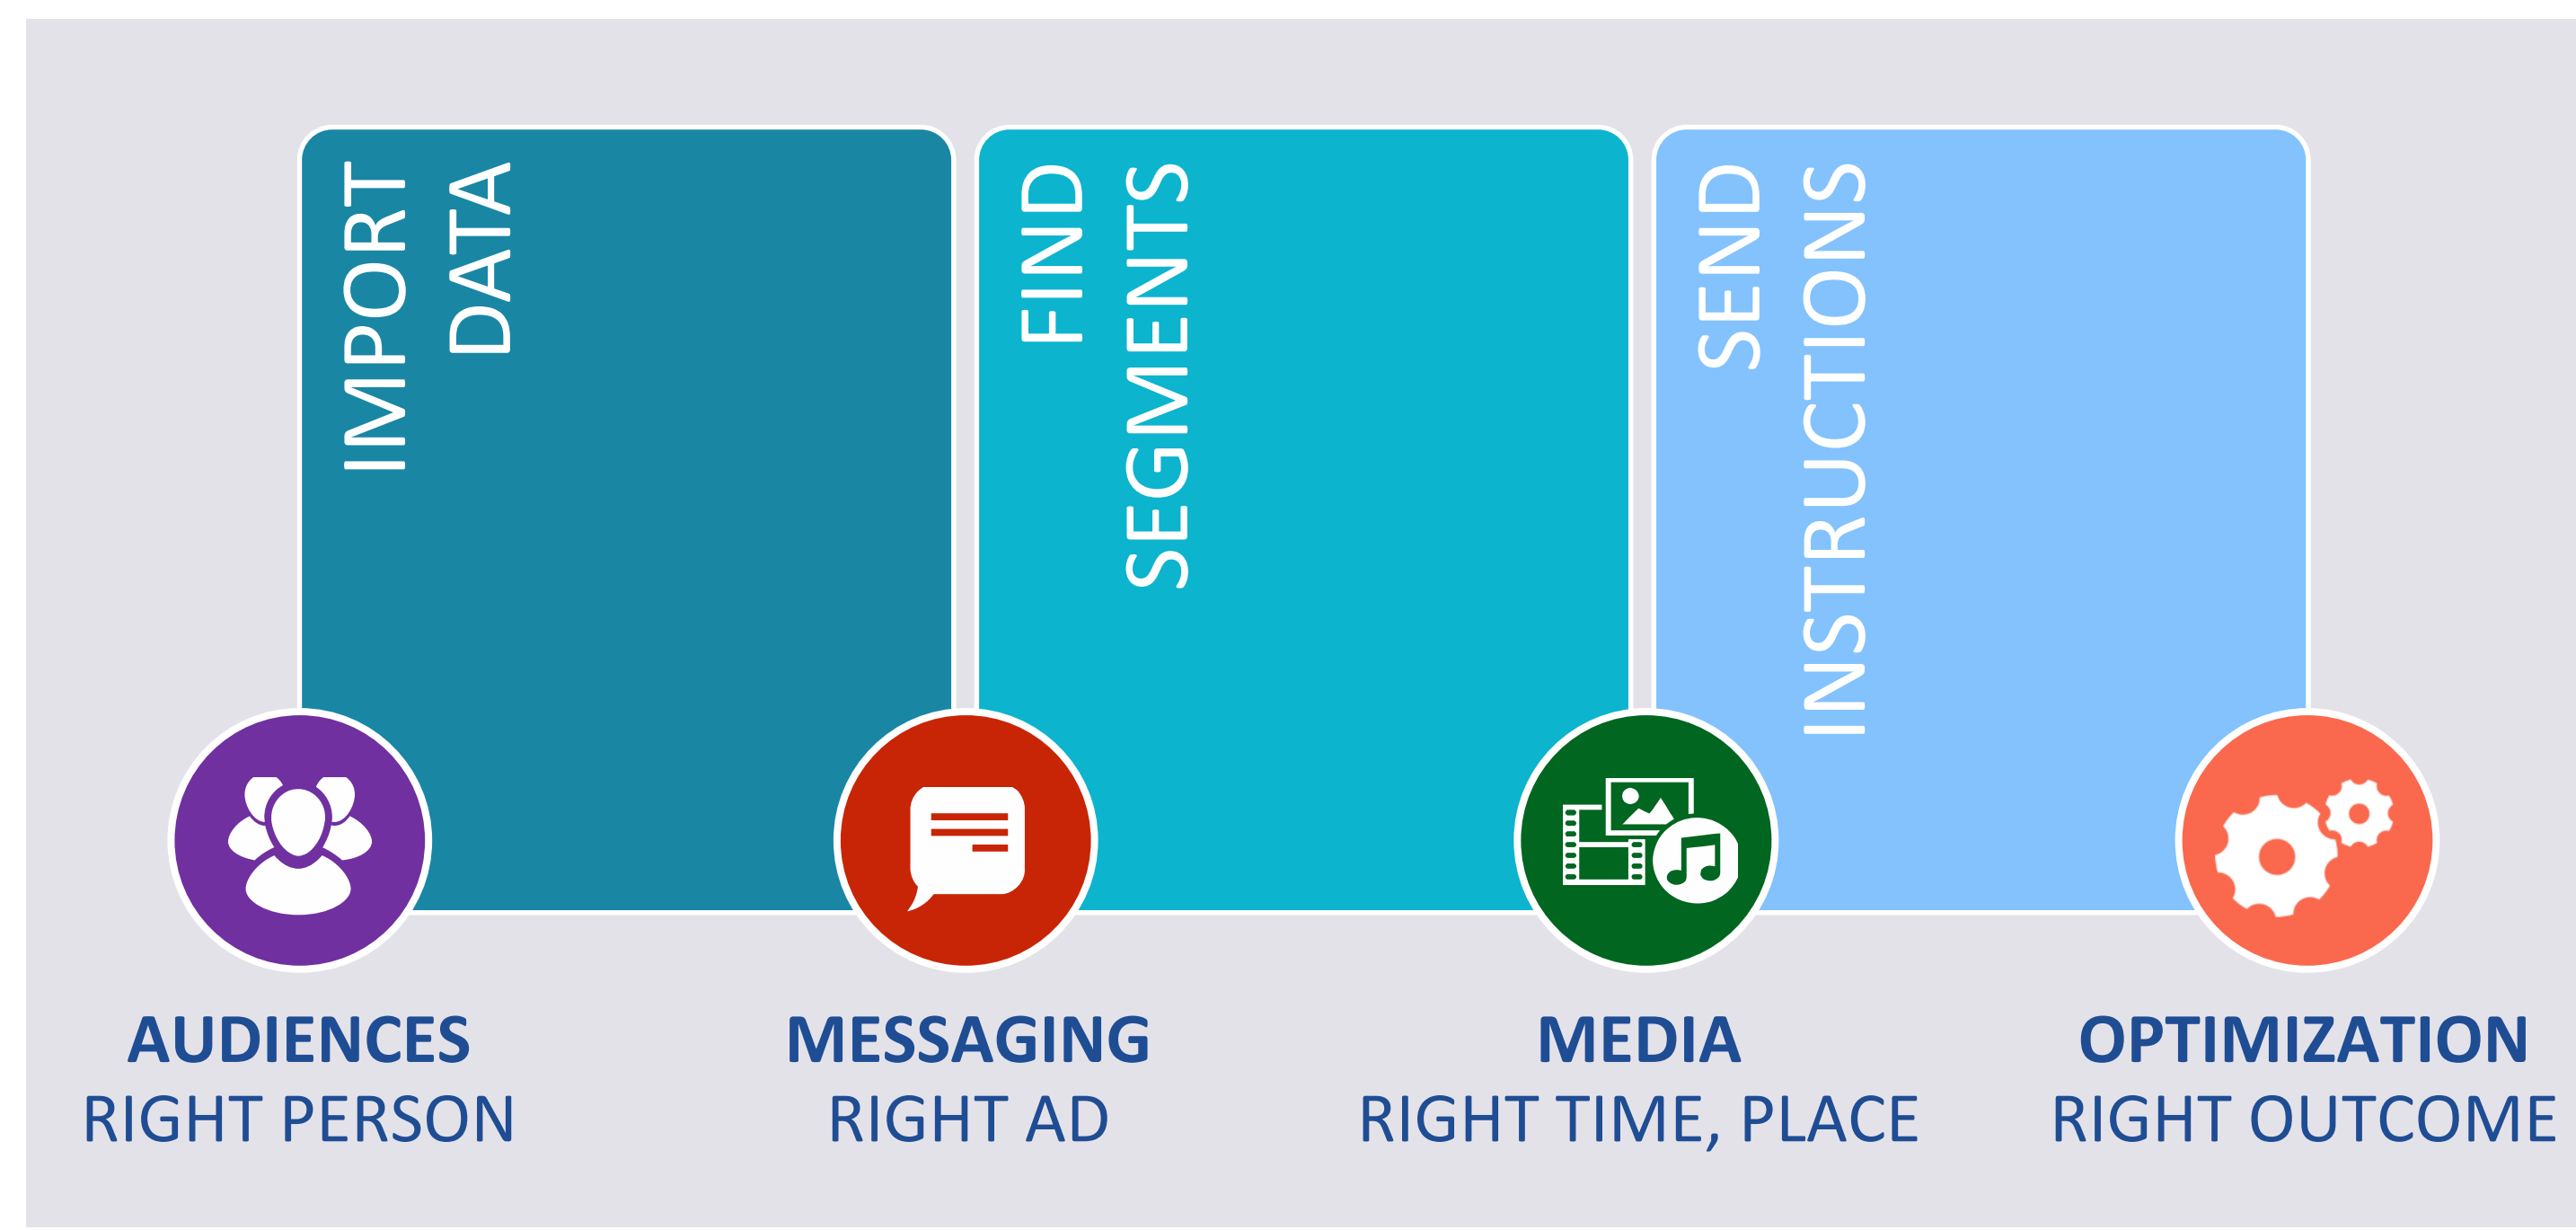 IMPORT
DATA
FIND
SEGMENTS
SEND
INSTRUCTIONS
AUDIENCES
RIGHT PERSON
MESSAGING
RIGHT AD
MEDIA
RIGHT TIME, PLACE
OPTIMIZATION
RIGHT OUTCOME